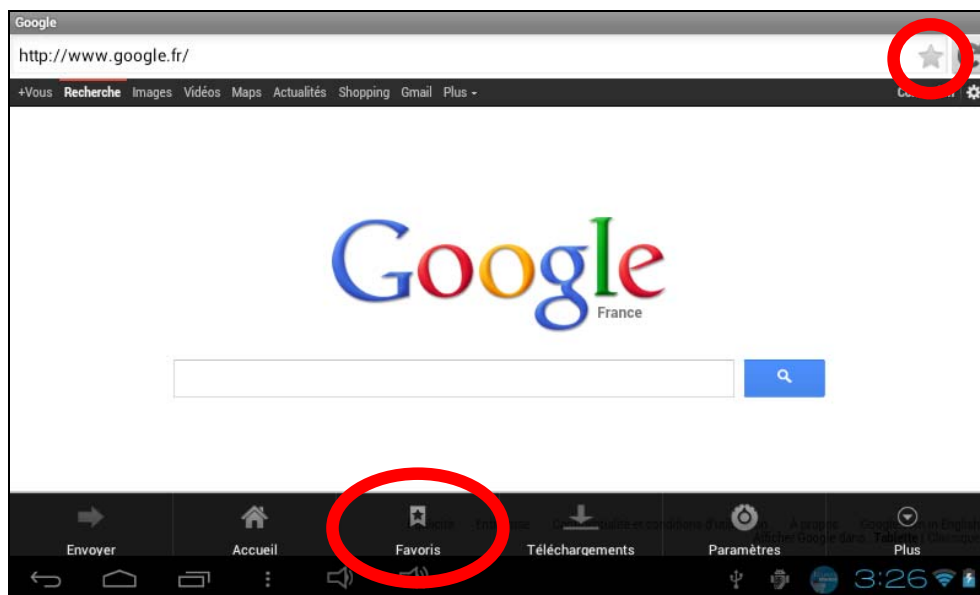 Google
http://www.google.fr/
+Vous Recherche Images Vidéos Maps Actualités Shopping Gmail Plus
Google
France
Envoyer Accueil Favoris Téléchargements Paramètres Plus
3:26